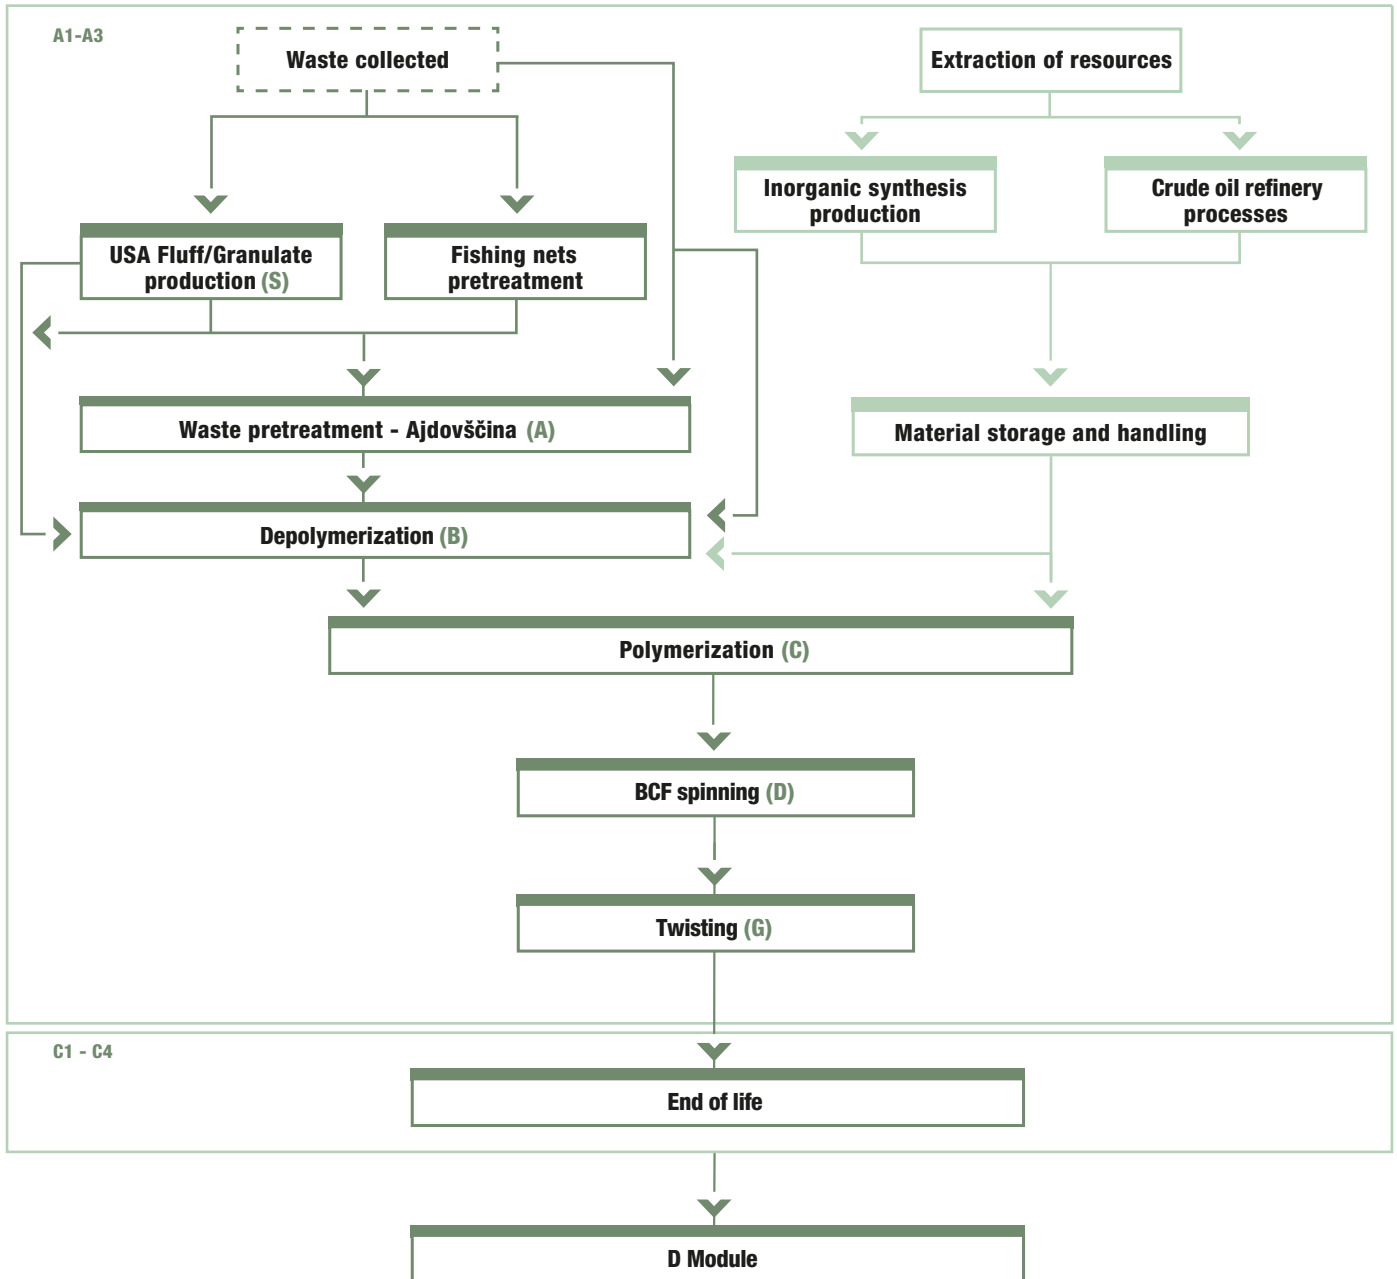 A1-A3
Waste collected
Extraction of resources
Inorganic synthesis
production
Crude oil refinery
processes
USA Fluff/Granulate
production (S)
Fishing nets
pretreatment
Waste pretreatment - Ajdovščina (A)
Material storage and handling
Depolymerization (B)
Polymerization (C)
BCF spinning (D)
Twisting (G)
C1 - C4
End of life
D Module